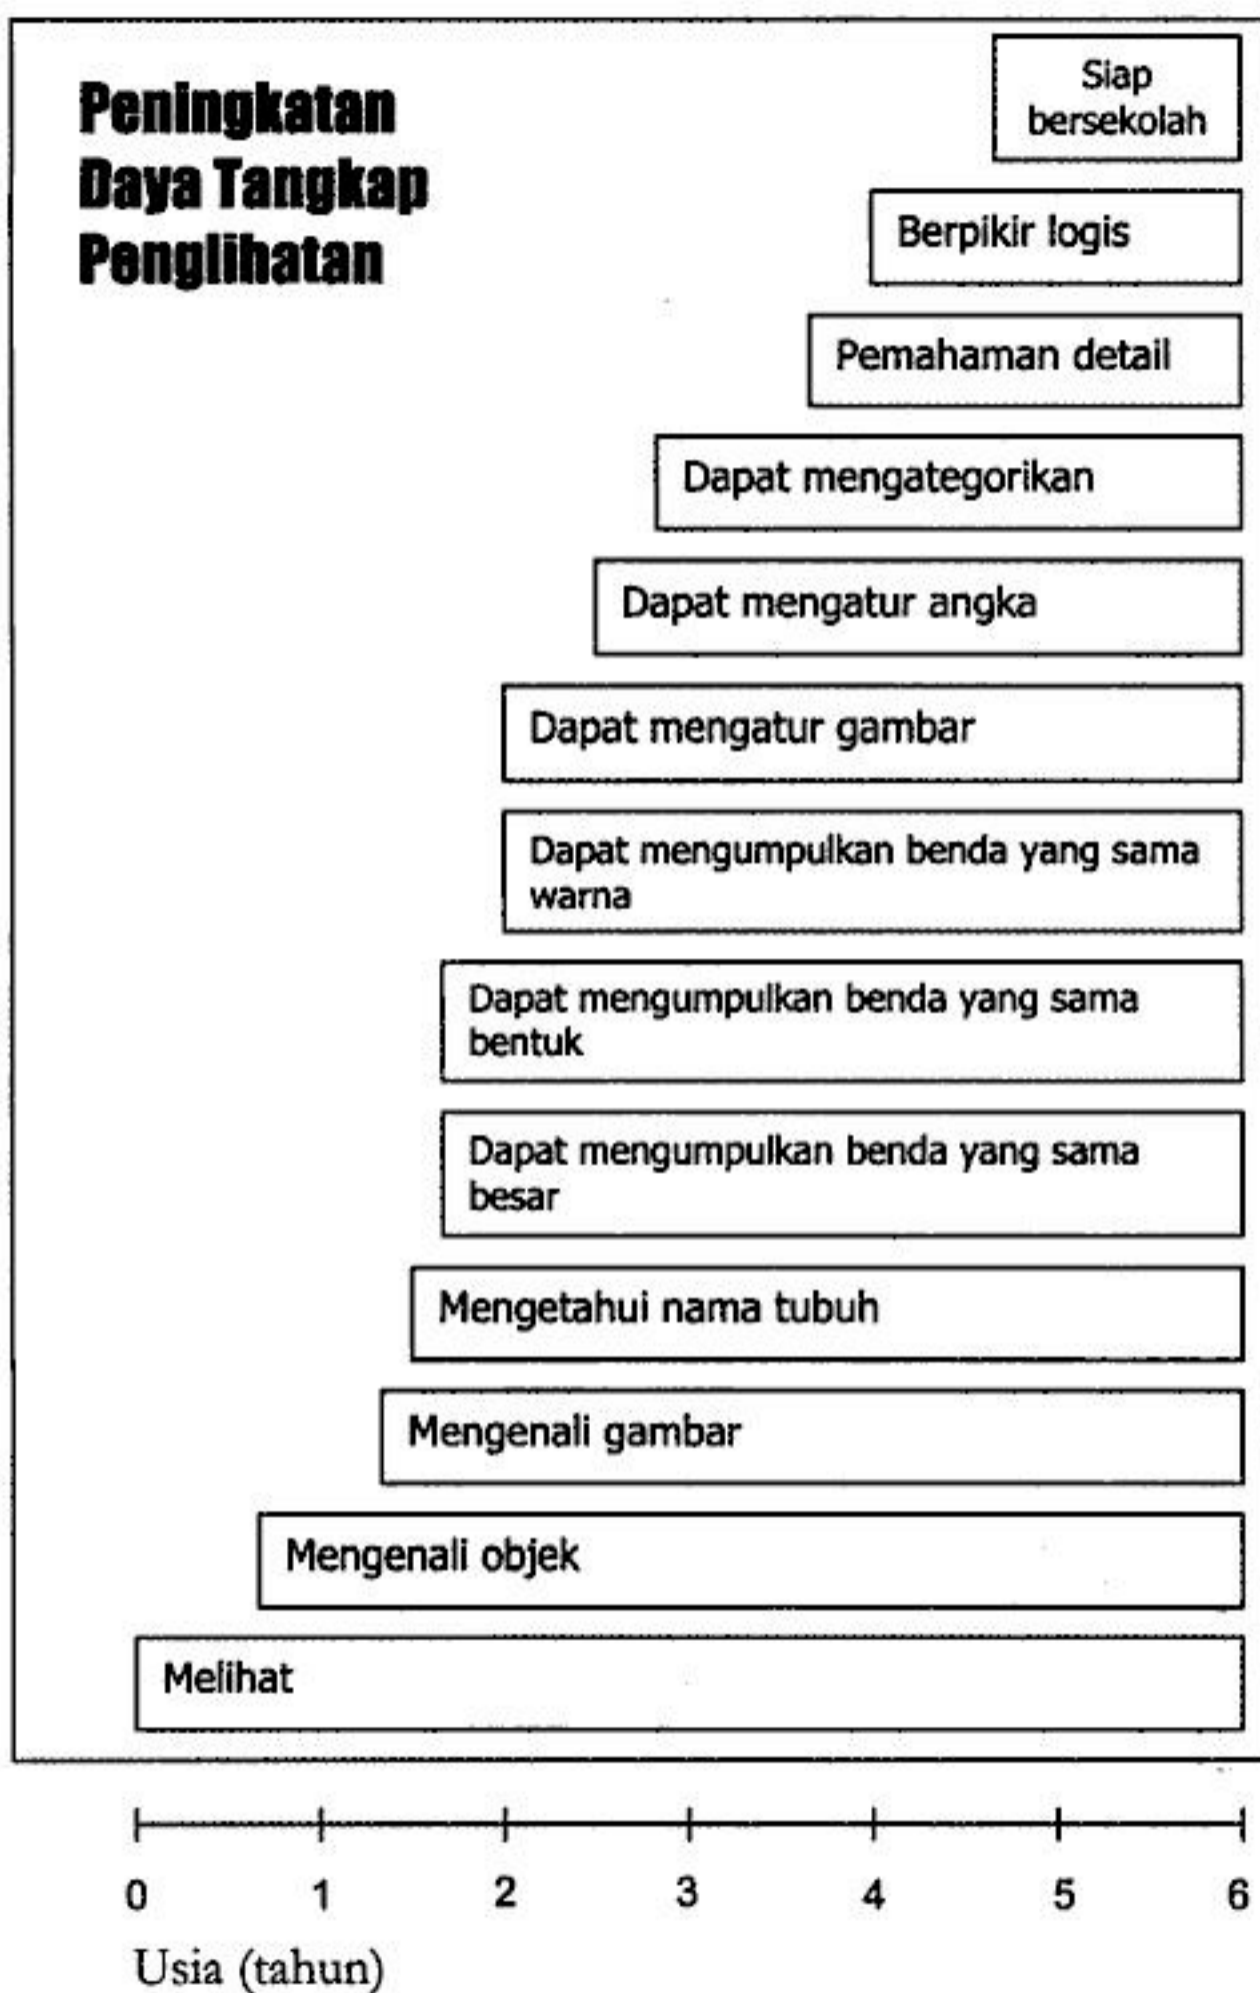 Peningkatan
Daya Tangkap
Penglihatan
Siap
bersekolah
Berpikir logis
Pemahaman detail
Dapat mengategorikan
Dapat mengatur angka
Dapat mengatur gambar
Dapat mengumpulkan benda yang sama
warna
Dapat mengumpulkan benda yang sama
bentuk
Dapat mengumpulkan benda yang sama
besar
Mengetahui nama tubuh
Mengenali gambar
Mengenali objek
Melihat
0 1 2 3 4 5 6
Usia (tahun)